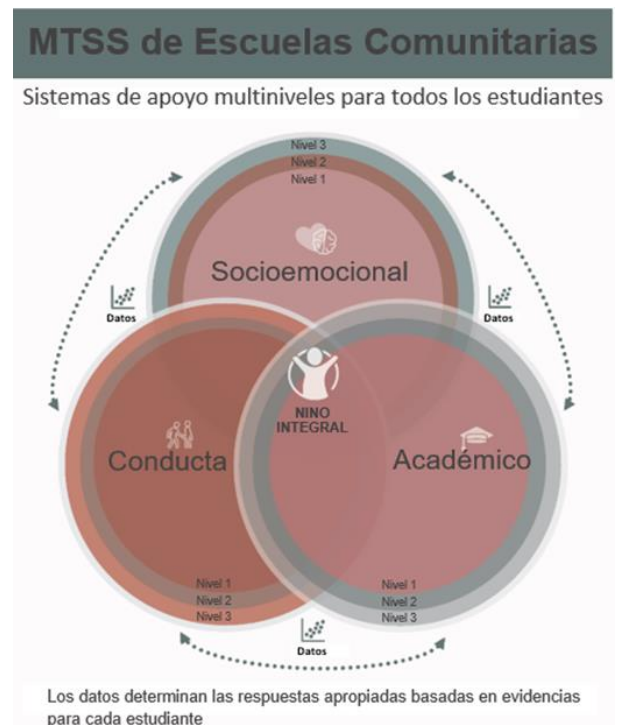 MTSS de Escuelas Comunitarias
Sistemas de apoyo multiniveles para todos los estudiantes
Nivel 3
Nivel 2
Nivel 1
Socioemocional
Datos
Datos
NINO
INTEGRAL
Conducta
Académico
Nivel 1
Nivel 2
Nivel 3
Nivel 1
Nivel 2
Nivel 3
Datos
Los datos determinan las respuestas apropiadas basadas en evidencias
para cada estudiante